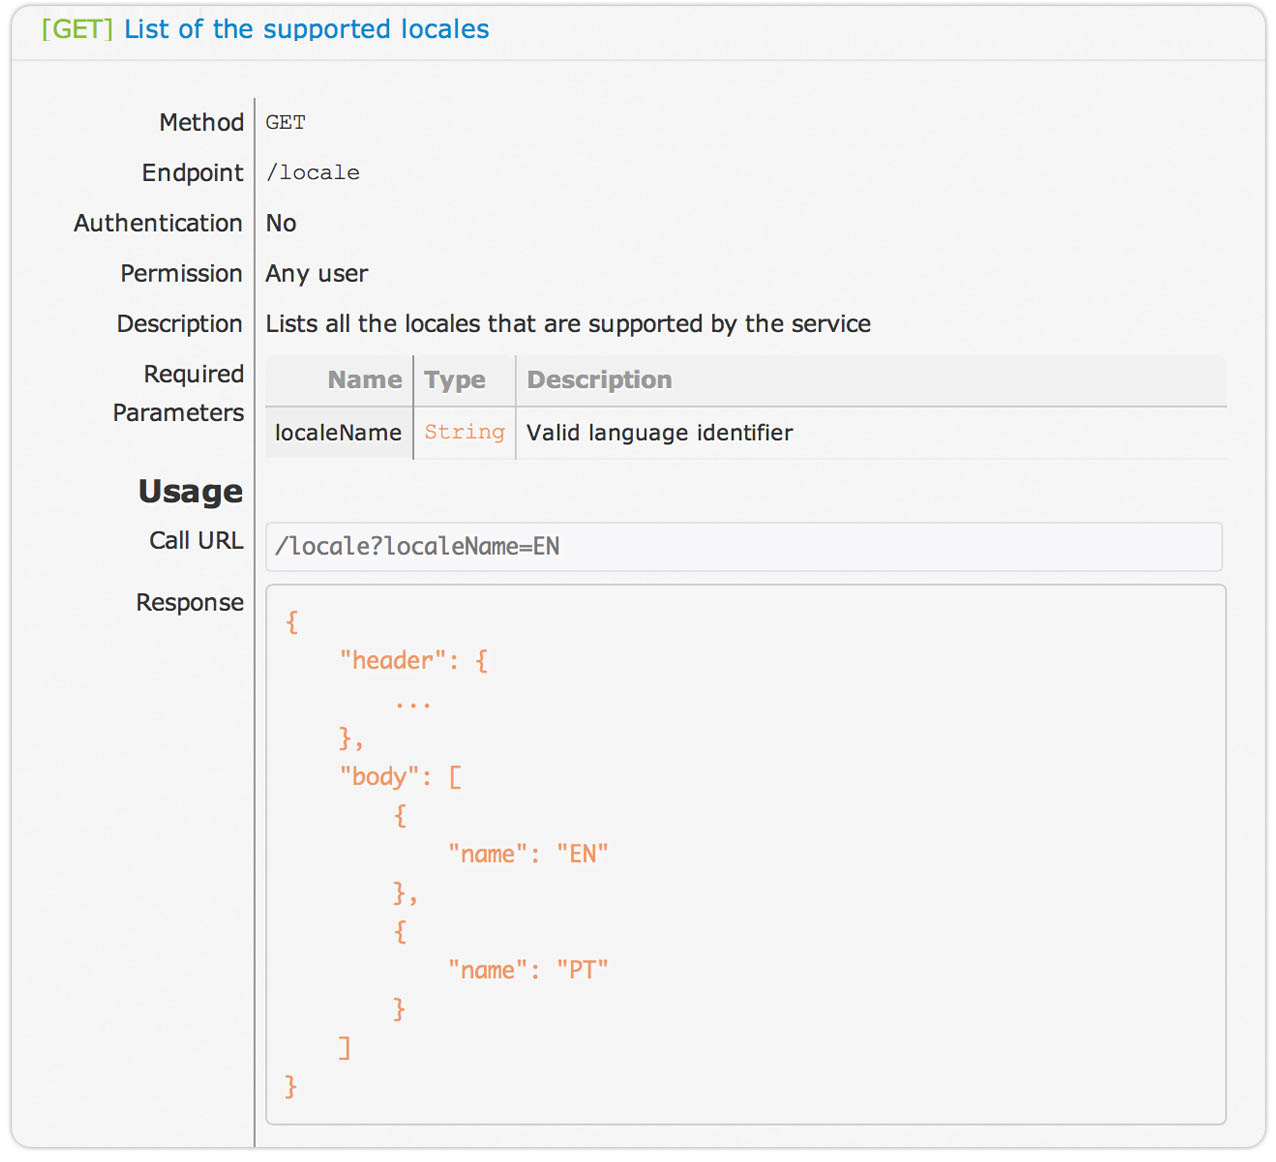 [GET] List of the supported locales
Method GET
Endpoint /locale
Authentication No
Permission Any user
Description Lists all the locales that are supported by the service
Required Parameters
Name Type Description
localeName String Valid language identifier
Usage
Call URL /locale?localeName=EN
Response
{
"header": {
...
},
"body": [
{
"name": "EN"
},
{
"name": "PT"
}
]
}